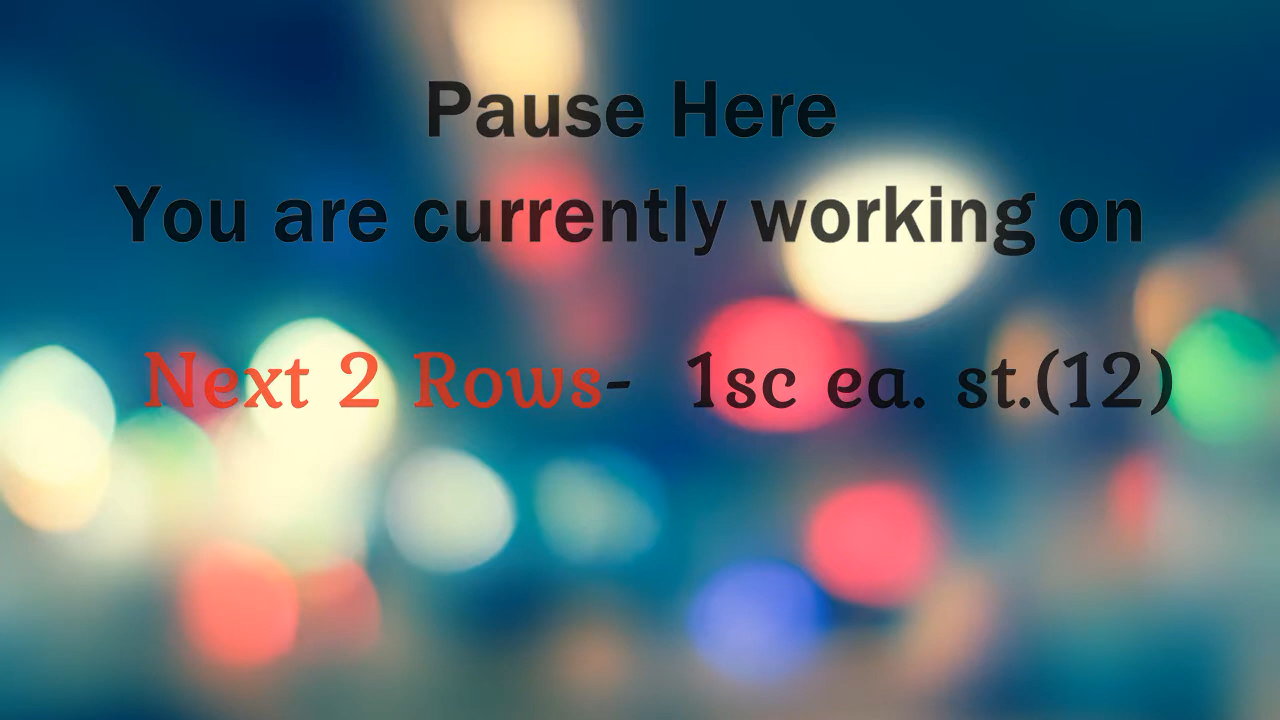 Pause Here
You are currently working on
Next 2 Rows- 1sc ea. st.(12)